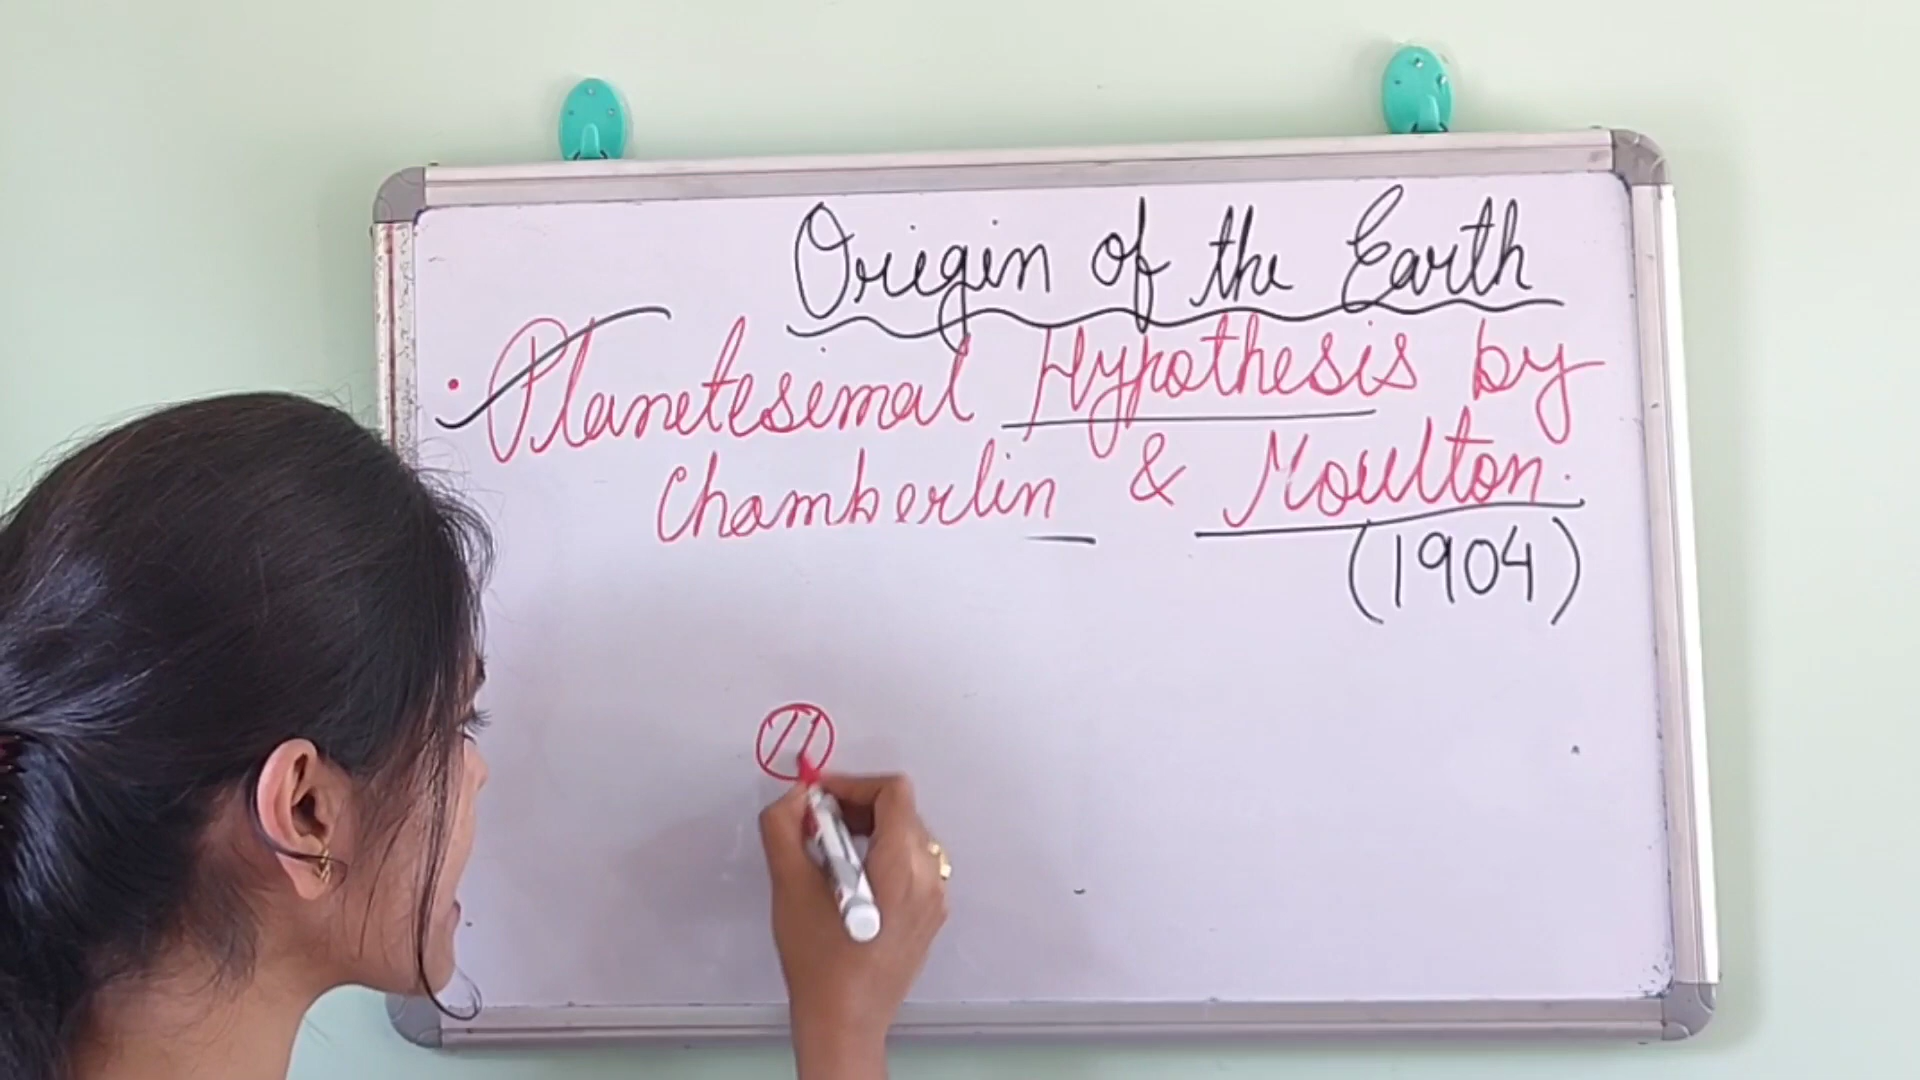 Origin of the Earth
• Planetesimal Hypothesis by
Chamberlin & Moulton.
(1904)